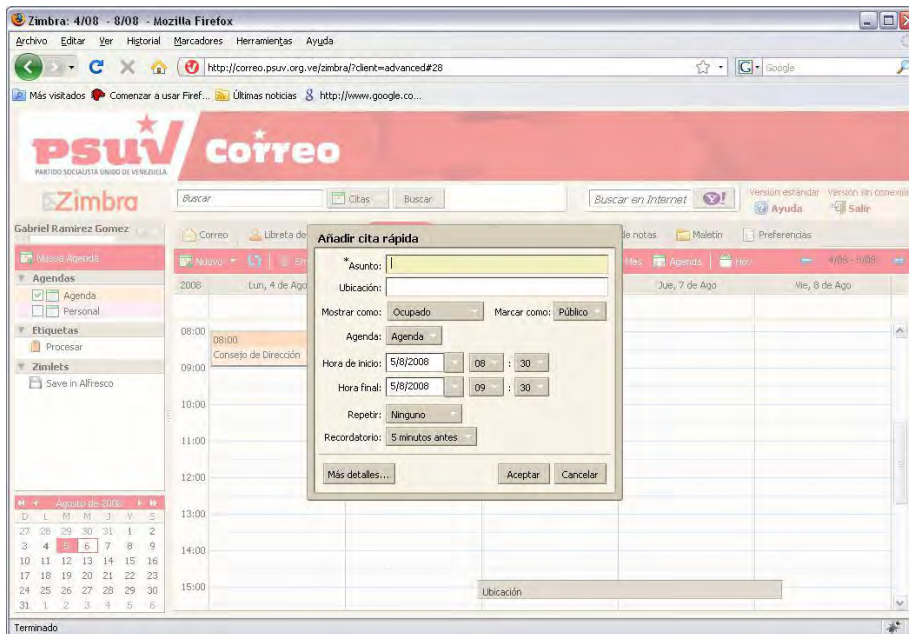 Zimbra: 4/08 - 8/08 - Mozilla Firefox
Archivo Editar Ver Historial Marcadores Herramientas Ayuda
http://correo.psuv.org.ve/zimbra/?client=advanced#28
Google
Más visitados Comenzar a usar Firef... Últimas noticias http://www.google.co...
PSUV Correo
PARTIDO SOCIALISTA UNIDO DE VENEZUELA
Zimbra
Buscar Citas Buscar Buscar en Internet
Versión estándar Versión sin conexión
Ayuda Salir
Gabriel Ramirez Gomez
Correo Libreta de de notas Maletín Preferencias
Nueva Agenda
Nuevo Mes Agenda Hoy 4/08 - 8/08
Agendas
Agenda
Personal
Etiquetas
Procesar
Zimlets
Save in Alfresco
2008 Lun, 4 de Ago Jue, 7 de Ago Vie, 8 de Ago
08:00
09:00
10:00
11:00
12:00
13:00
14:00
15:00
08:00
Consejo de Dirección
Añadir cita rápida
*Asunto:
Ubicación:
Mostrar como: Ocupado Marcar como: Público
Agenda: Agenda
Hora de inicio: 5/8/2008 08 : 30
Hora final: 5/8/2008 09 : 30
Repetir: Ninguno
Recordatorio: 5 minutos antes
Más detalles... Aceptar Cancelar
Ubicación
Agosto de 2008
D L M M J V S
27 28 29 30 31 1 2
3 4 5 6 7 8 9
10 11 12 13 14 15 16
17 18 19 20 21 22 23
24 25 26 27 28 29 30
31 1 2 3 4 5 6
Terminado